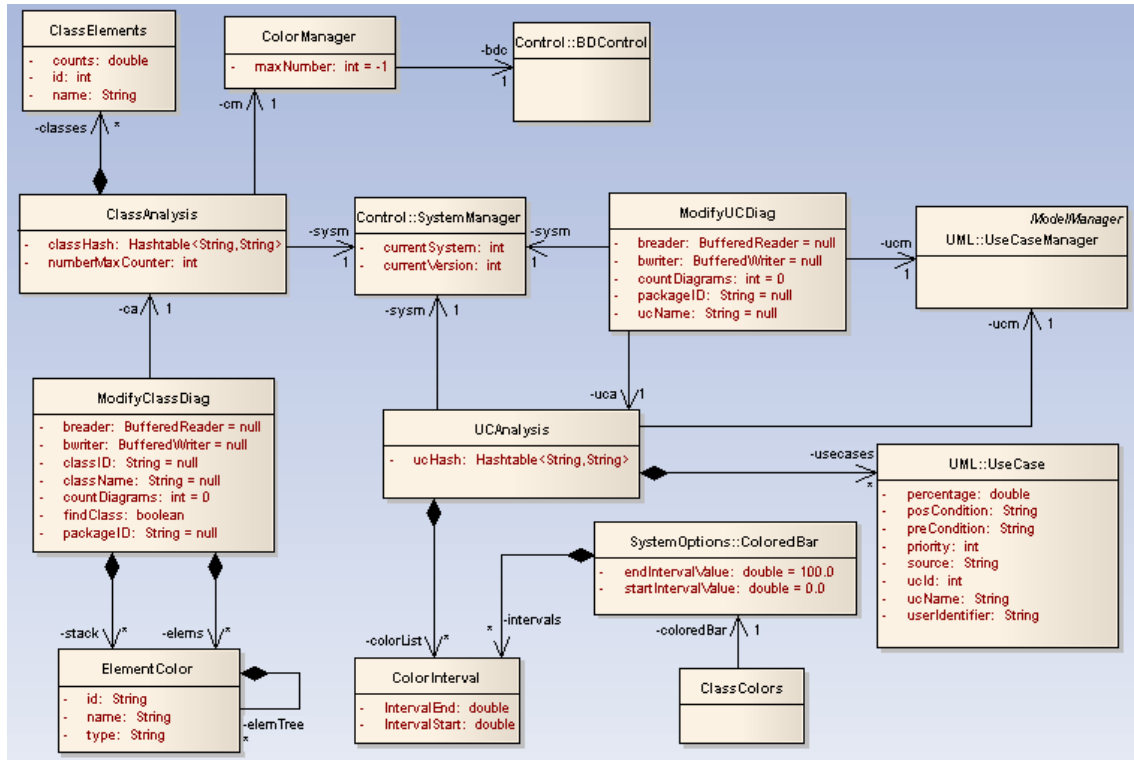 ClassElements
- counts: double
- id: int
- name: String
ColorManager
- maxNumber: int = -1
-bdc
1
Control::BDControl
-classes
*
-cm
1
ClassAnalysis
- classHash: Hashtable<String,String>
- numberMaxCounter: int
-sysm
1
Control::SystemManager
- currentSystem: int
- currentVersion: int
-sysm
1
ModifyUCDiag
- breader: BufferedReader = null
- bwriter: BufferedWriter = null
- countDiagrams: int = 0
- packageID: String = null
- ucName: String = null
-ucm
1
ModelManager
UML::UseCaseManager
-ca
1
-sysm
1
-ucm
1
-uca
1
ModifyClassDiag
- breader: BufferedReader = null
- bwriter: BufferedWriter = null
- classID: String = null
- className: String = null
- countDiagrams: int = 0
- findClass: boolean
- packageID: String = null
UCAnalysis
- ucHash: Hashtable<String,String>
-usecases
*
UML::UseCase
- percentage: double
- posCondition: String
- preCondition: String
- priority: int
- source: String
- ucId: int
- ucName: String
- userIdentifier: String
SystemOptions::ColoredBar
- endIntervalValue: double = 100.0
- startIntervalValue: double = 0.0
-stack
*
-elems
*
-colorList
*
*
-intervals
-coloredBar
1
ElementColor
- id: String
- name: String
- type: String
-elemTree
*
ColorInterval
- IntervalEnd: double
- IntervalStart: double
ClassColors